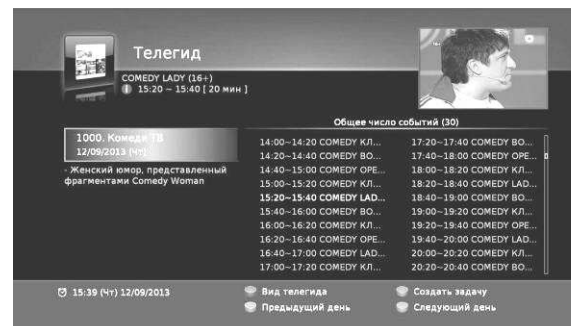 Телегид
COMEDY LADY (16+)
15:20 ~ 15:40 [ 20 мин ]
Общее число событий (30)
1000. Комеди ТВ
12/09/2013 (Чт)
- Женский юмор, представленный
фрагментами Comedy Woman
14:00~14:20 COMEDY КЛ...
14:20~14:40 COMEDY ВО...
14:40~15:00 COMEDY ОРЕ...
15:00~15:20 COMEDY КЛ...
15:20~15:40 COMEDY LAD...
15:40~16:00 COMEDY ВО...
16:00~16:20 COMEDY КЛ...
16:20~16:40 COMEDY ОРЕ...
16:40~17:00 COMEDY LAD...
17:00~17:20 COMEDY КЛ...
17:20~17:40 COMEDY ВО...
17:40~18:00 COMEDY ОРЕ...
18:00~18:20 COMEDY КЛ...
18:20~18:40 COMEDY LAD...
18:40~19:00 COMEDY ВО...
19:00~19:20 COMEDY КЛ...
19:20~19:40 COMEDY ОРЕ...
19:40~20:00 COMEDY LAD...
20:00~20:20 COMEDY КЛ...
20:20~20:40 COMEDY ВО...
15:39 (Чт) 12/09/2013
Вид телегида
Создать задачу
Предыдущий день
Следующий день